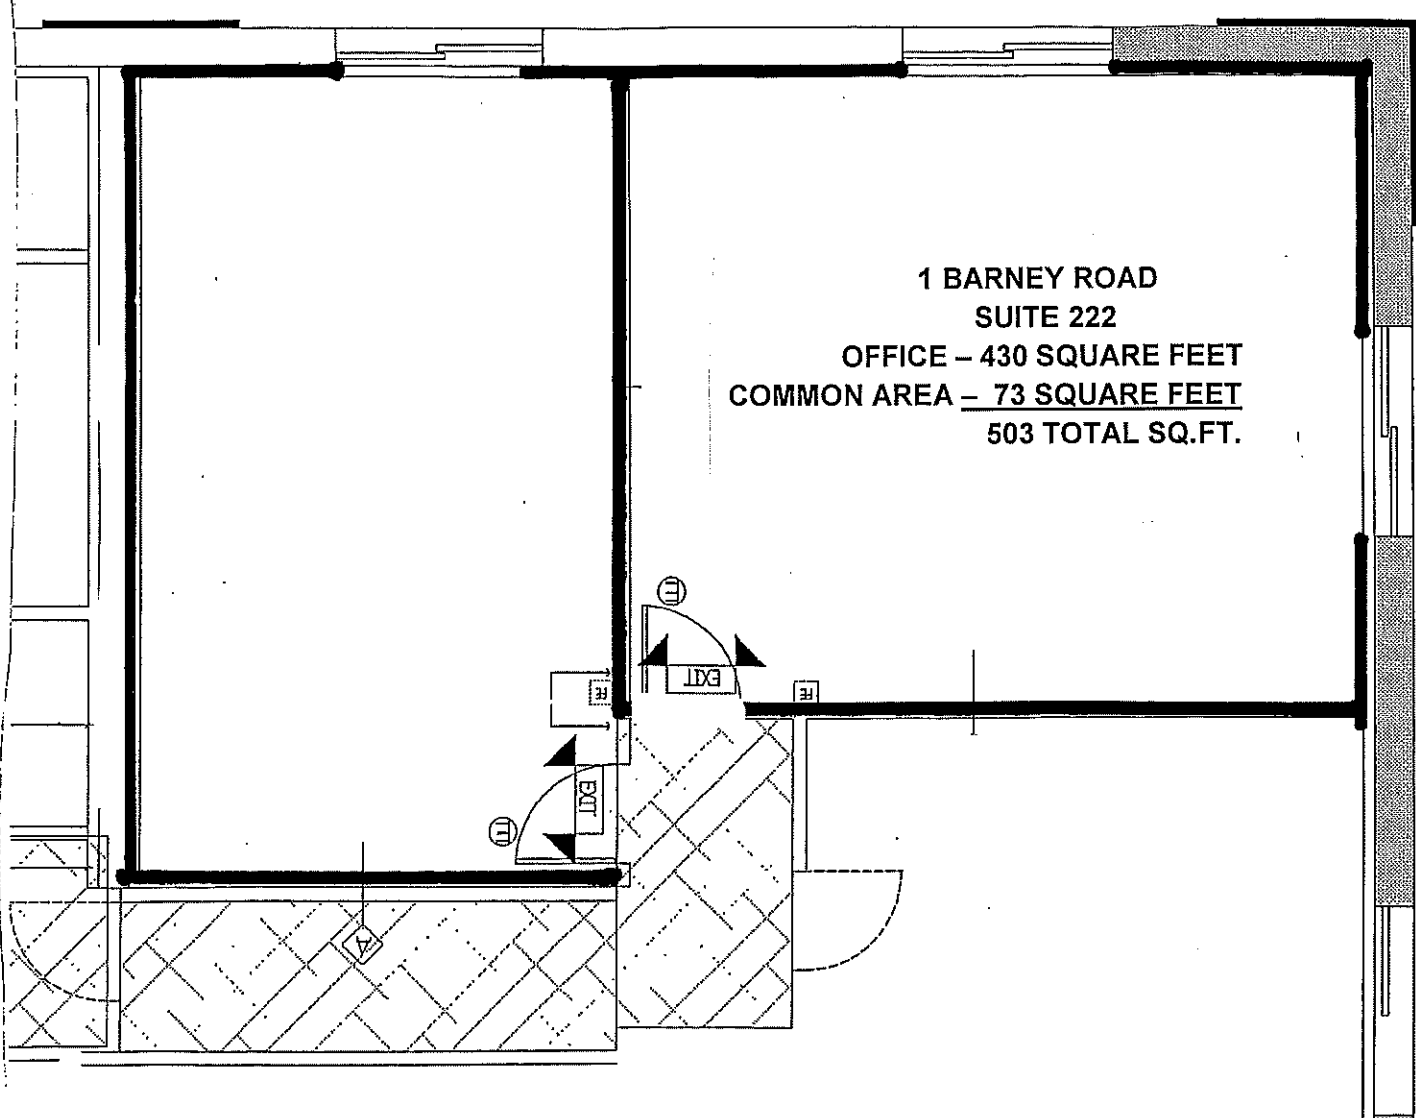 1 BARNEY ROAD
SUITE 222
OFFICE – 430 SQUARE FEET
COMMON AREA – 73 SQUARE FEET
503 TOTAL SQ.FT.
EXIT
FE
FE
EXIT
A